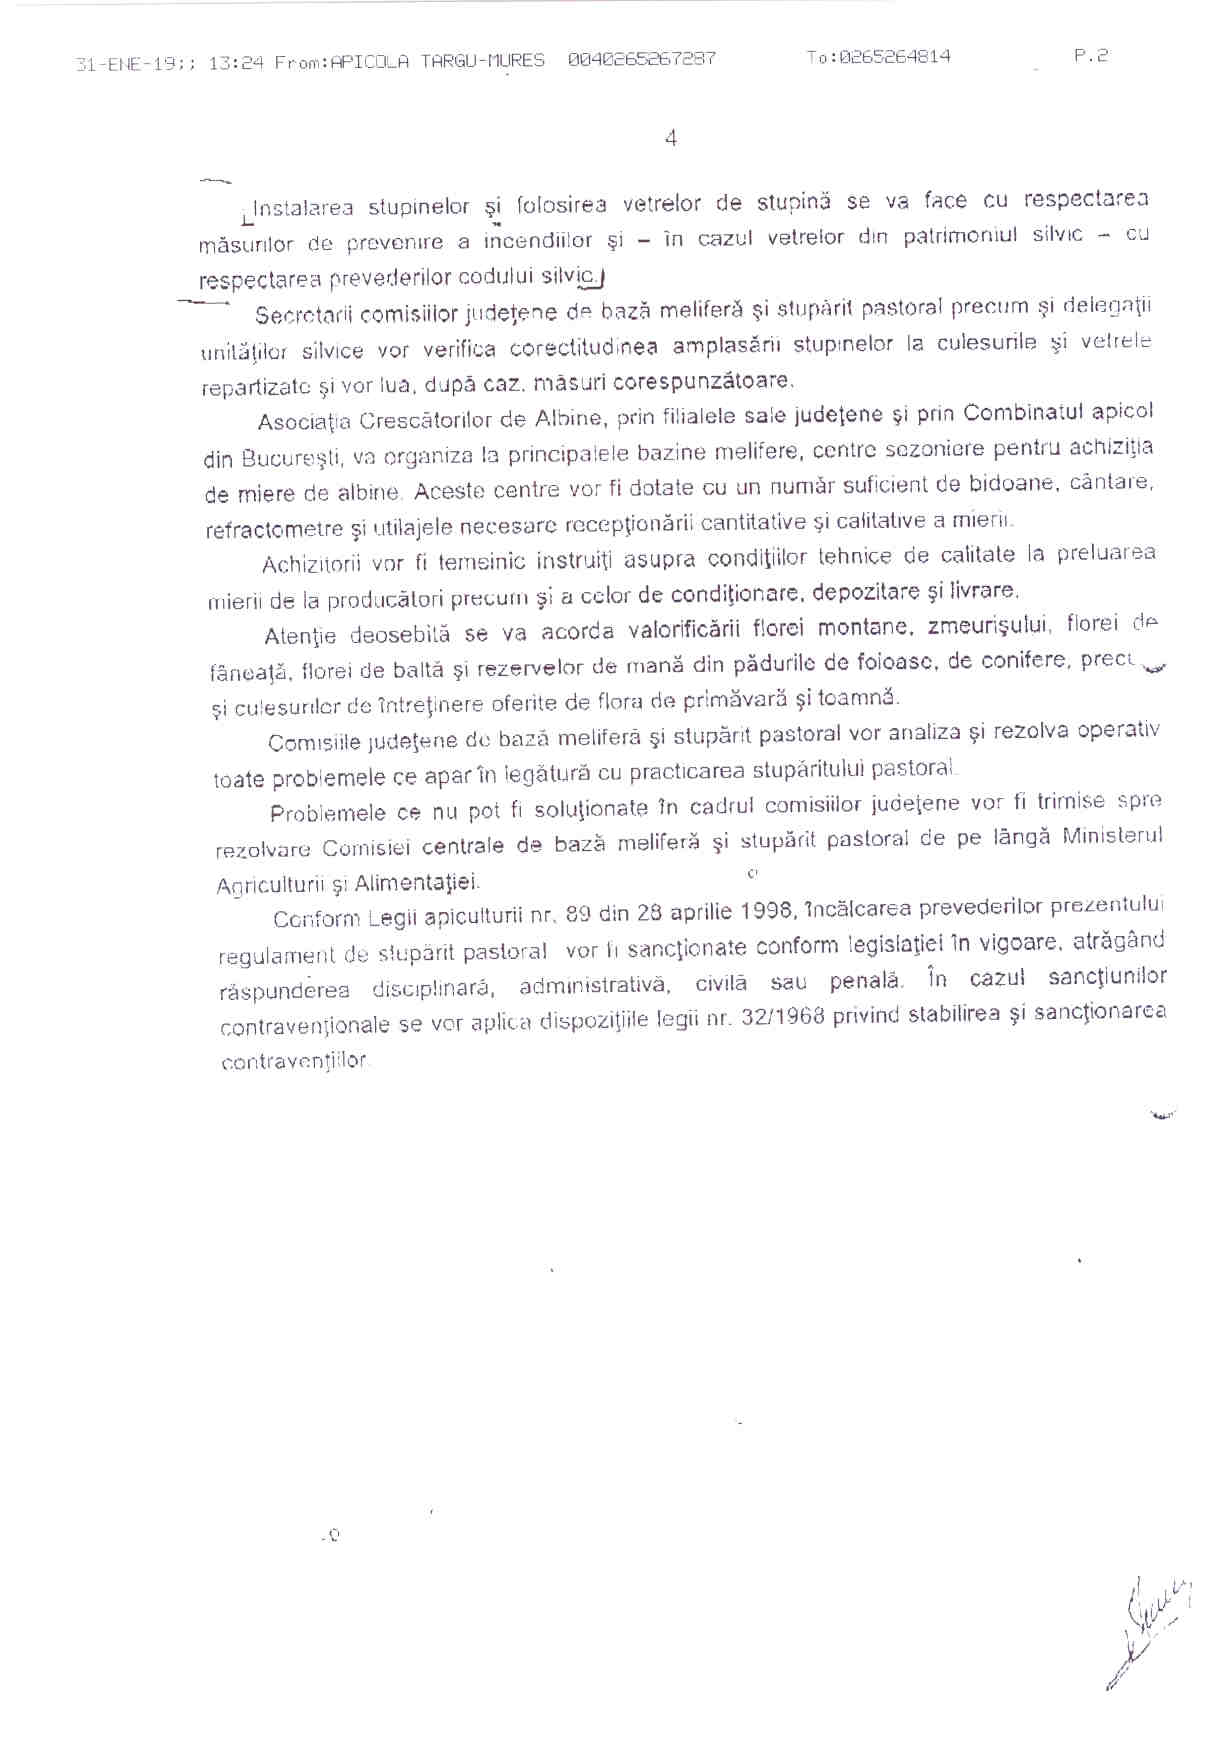 31-ENE-19;; 13:24 From:APICOLA TARGU-MURES 0040265267287 To:0265264814 P.2
4
Instalarea stupinelor şi folosirea vetrelor de stupină se va face cu respectarea
măsurilor de prevenire a incendiilor şi – în cazul vetrelor din patrimoniul silvic – cu
respectarea prevederilor codului silvic.
Secretarii comisiilor judeţene de bază meliferă şi stupărit pastoral precum şi delegaţii
unităţilor silvice vor verifica corectitudinea amplasării stupinelor la culesurile şi vetrele
repartizate şi vor lua, după caz, măsuri corespunzătoare.
Asociaţia Crescătorilor de Albine, prin filialele sale judeţene şi prin Combinatul apicol
din Bucureşti, va organiza la principalele bazine melifere, centre sezoniere pentru achiziţia
de miere de albine. Aceste centre vor fi dotate cu un număr suficient de bidoane, cântare,
refractometre şi utilajele necesare recepţionării cantitative şi calitative a mierii.
Achizitorii vor fi temeinic instruiţi asupra condiţiilor tehnice de calitate la preluarea
mierii de la producători precum şi a celor de condiţionare, depozitare şi livrare.
Atenţie deosebită se va acorda valorificării florei montane, zmeurişului, florei de
fâneaţă, florei de baltă şi rezervelor de mană din pădurile de foioase, de conifere,
şi culesurilor de întreţinere oferite de flora de primăvară şi toamnă.
Comisiile judeţene de bază meliferă şi stupărit pastoral vor analiza şi rezolva operativ
toate problemele ce apar în legătură cu practicarea stupăritului pastoral.
Problemele ce nu pot fi soluţionate în cadrul comisiilor judeţene vor fi trimise spre
rezolvare Comisiei centrale de bază meliferă şi stupărit pastoral de pe lângă Ministerul
Agriculturii şi Alimentaţiei.
Conform Legii apiculturii nr. 89 din 28 aprilie 1998, încălcarea prevederilor prezentului
regulament de stupărit pastoral vor fi sancţionate conform legislaţiei în vigoare, atrăgând
răspunderea disciplinară, administrativă, civilă sau penală. În cazul sancţiunilor
contravenţionale se vor aplica dispoziţiile legii nr. 32/1968 privind stabilirea şi sancţionarea
contravenţiilor.